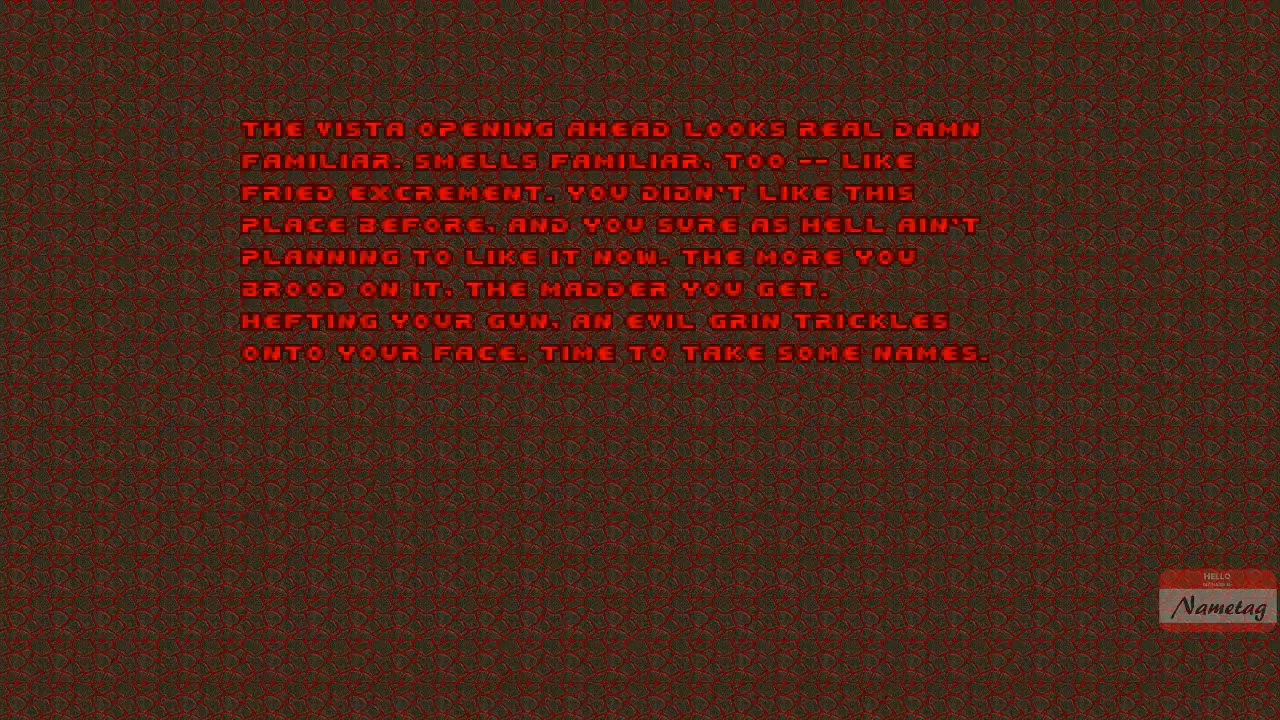 THE VISTA OPENING AHEAD LOOKS REAL DAMN
FAMILIAR. SMELLS FAMILIAR, TOO -- LIKE
FRIED EXCREMENT. YOU DIDN'T LIKE THIS
PLACE BEFORE, AND YOU SURE AS HELL AIN'T
PLANNING TO LIKE IT NOW. THE MORE YOU
BROOD ON IT, THE MADDER YOU GET.
HEFTING YOUR GUN, AN EVIL GRIN TRICKLES
ONTO YOUR FACE. TIME TO TAKE SOME NAMES.
HELLO
Nametag